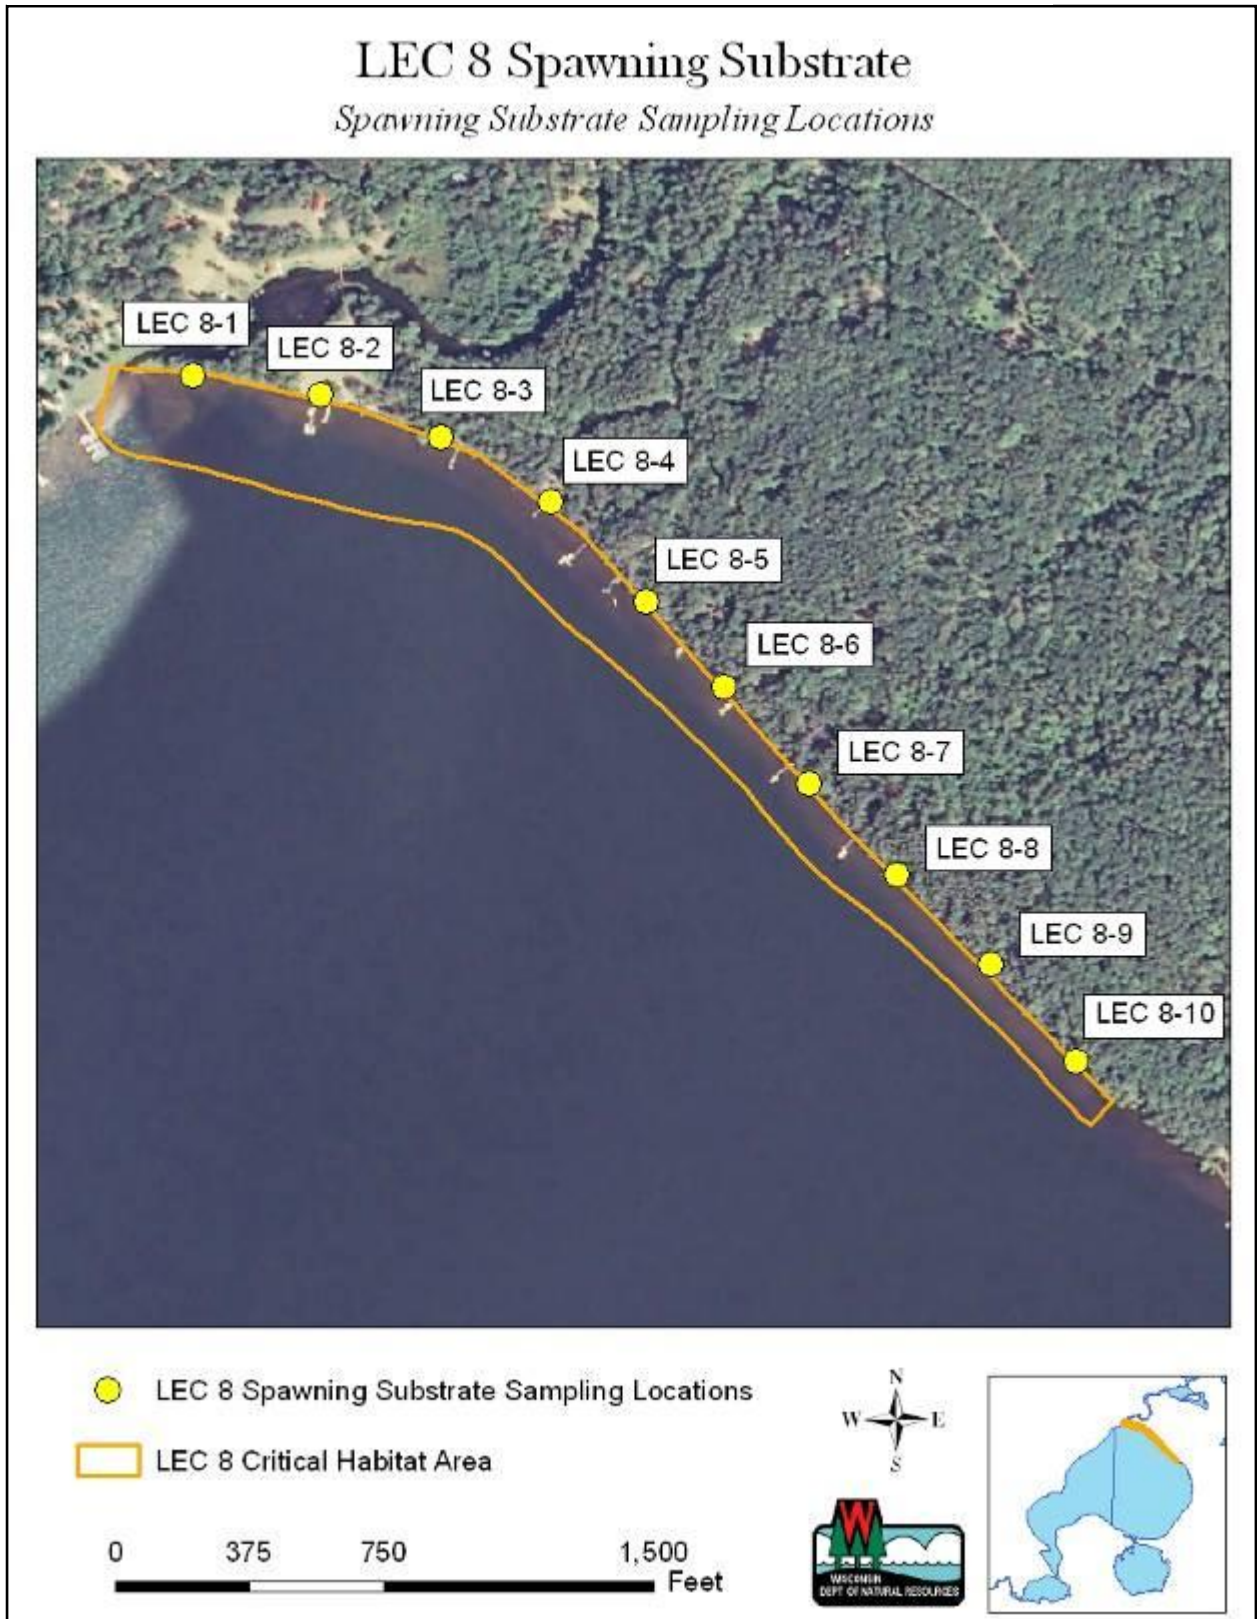 LEC 8 Spawning Substrate
Spawning Substrate Sampling Locations
LEC 8-1
LEC 8-2
LEC 8-3
LEC 8-4
LEC 8-5
LEC 8-6
LEC 8-7
LEC 8-8
LEC 8-9
LEC 8-10
LEC 8 Spawning Substrate Sampling Locations
LEC 8 Critical Habitat Area
0 375 750 1,500
Feet
N
W E
S
W
WISCONSIN
DEPT OF NATURAL RESOURCES